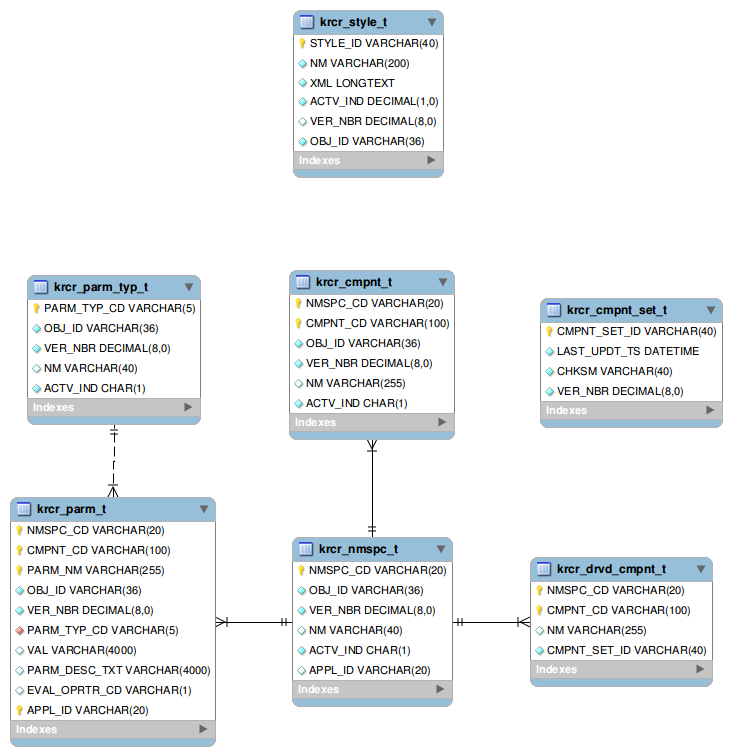 krcr_style_t
STYLE_ID VARCHAR(40)
NM VARCHAR(200)
XML LONGTEXT
ACTV_IND DECIMAL(1,0)
VER_NBR DECIMAL(8,0)
OBJ_ID VARCHAR(36)
Indexes
krcr_parm_typ_t
PARM_TYP_CD VARCHAR(5)
OBJ_ID VARCHAR(36)
VER_NBR DECIMAL(8,0)
NM VARCHAR(40)
ACTV_IND CHAR(1)
Indexes
krcr_cmpnt_t
NMSPC_CD VARCHAR(20)
CMPNT_CD VARCHAR(100)
OBJ_ID VARCHAR(36)
VER_NBR DECIMAL(8,0)
NM VARCHAR(255)
ACTV_IND CHAR(1)
Indexes
krcr_cmpnt_set_t
CMPNT_SET_ID VARCHAR(40)
LAST_UPDT_TS DATETIME
CHKSM VARCHAR(40)
VER_NBR DECIMAL(8,0)
Indexes
krcr_parm_t
NMSPC_CD VARCHAR(20)
CMPNT_CD VARCHAR(100)
PARM_NM VARCHAR(255)
OBJ_ID VARCHAR(36)
VER_NBR DECIMAL(8,0)
PARM_TYP_CD VARCHAR(5)
VAL VARCHAR(4000)
PARM_DESC_TXT VARCHAR(4000)
EVAL_OPRTR_CD VARCHAR(1)
APPL_ID VARCHAR(20)
Indexes
krcr_nmspc_t
NMSPC_CD VARCHAR(20)
OBJ_ID VARCHAR(36)
VER_NBR DECIMAL(8,0)
NM VARCHAR(40)
ACTV_IND CHAR(1)
APPL_ID VARCHAR(20)
Indexes
krcr_drvd_cmpnt_t
NMSPC_CD VARCHAR(20)
CMPNT_CD VARCHAR(100)
NM VARCHAR(255)
CMPNT_SET_ID VARCHAR(40)
Indexes